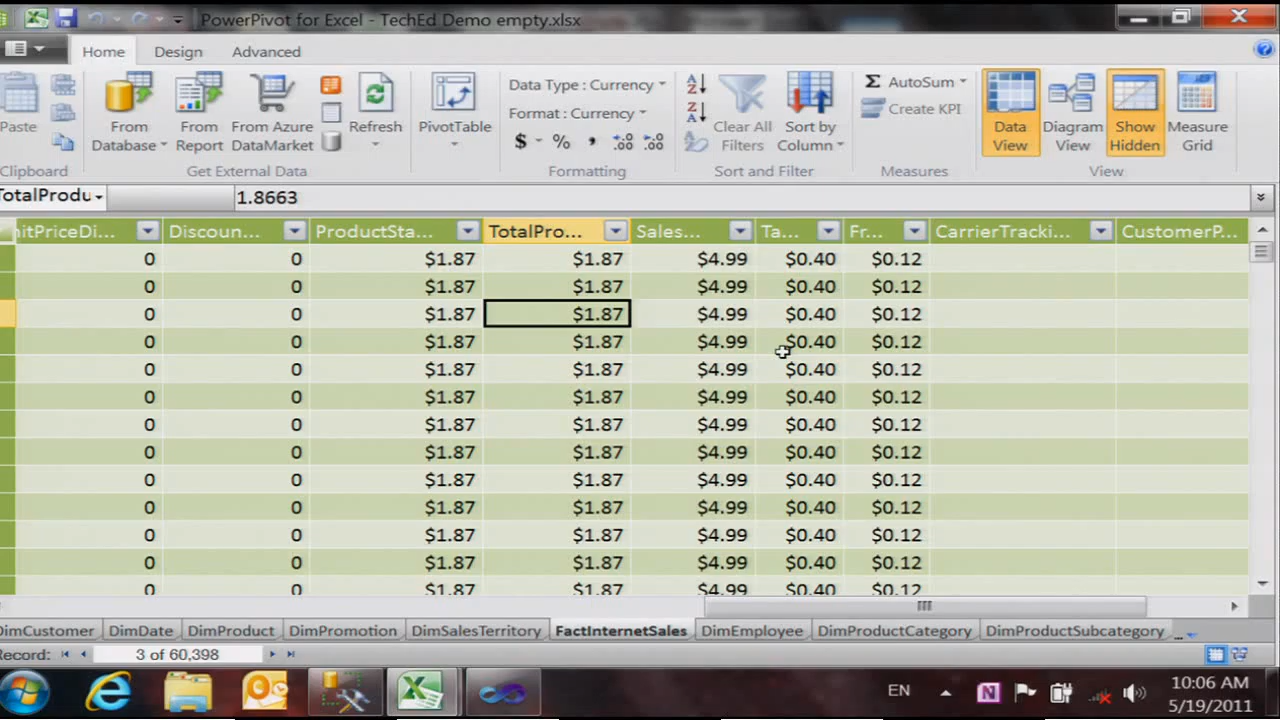 PowerPivot for Excel - TechEd Demo empty.xlsx
Home Design Advanced
Paste
From Database
From Report
From Azure DataMarket
Refresh
PivotTable
Data Type : Currency
Format : Currency
$ % ,
Clear All Filters
Sort by Column
Σ AutoSum
Create KPI
Data View
Diagram View
Show Hidden
Measure Grid
Clipboard Get External Data Formatting Sort and Filter Measures View
TotalProdu 1.8663
nitPriceDi... Discoun... ProductSta... TotalPro... Sales... Ta... Fr... CarrierTracki... CustomerP...
0 0 $1.87 $1.87 $4.99 $0.40 $0.12
0 0 $1.87 $1.87 $4.99 $0.40 $0.12
0 0 $1.87 $1.87 $4.99 $0.40 $0.12
0 0 $1.87 $1.87 $4.99 $0.40 $0.12
0 0 $1.87 $1.87 $4.99 $0.40 $0.12
0 0 $1.87 $1.87 $4.99 $0.40 $0.12
0 0 $1.87 $1.87 $4.99 $0.40 $0.12
0 0 $1.87 $1.87 $4.99 $0.40 $0.12
0 0 $1.87 $1.87 $4.99 $0.40 $0.12
0 0 $1.87 $1.87 $4.99 $0.40 $0.12
0 0 $1.87 $1.87 $4.99 $0.40 $0.12
0 0 $1.87 $1.87 $4.99 $0.40 $0.12
0 0 $1.87 $1.87 $4.99 $0.40 $0.12
DimCustomer DimDate DimProduct DimPromotion DimSalesTerritory FactInternetSales DimEmployee DimProductCategory DimProductSubcategory
Record: 3 of 60,398
EN
10:06 AM
5/19/2011